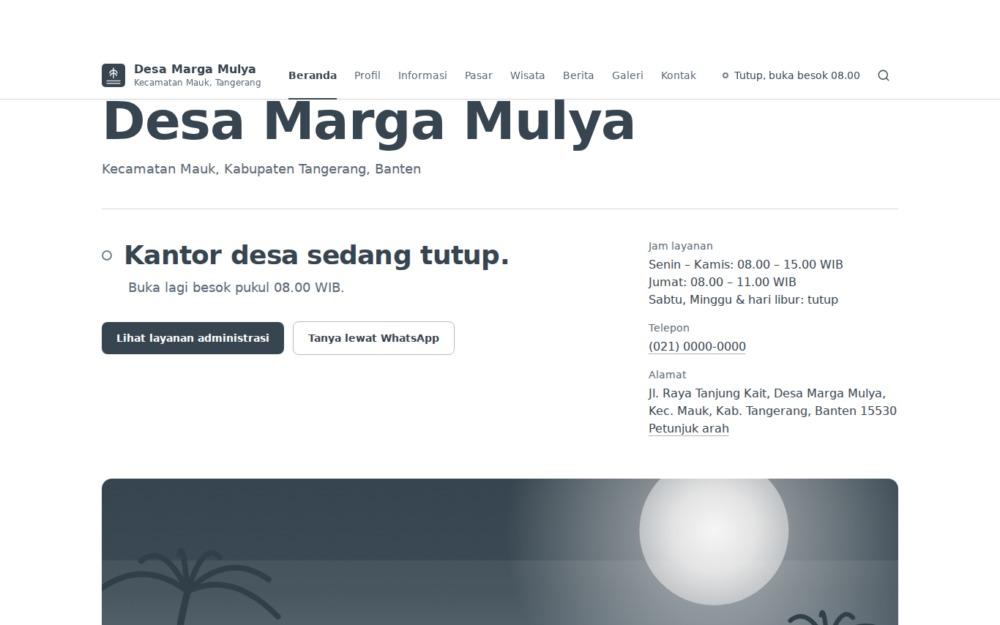 Desa Marga Mulya
Kecamatan Mauk, Tangerang
Beranda
Profil
Informasi
Pasar
Wisata
Berita
Galeri
Kontak
Tutup, buka besok 08.00
Desa Marga Mulya
Kecamatan Mauk, Kabupaten Tangerang, Banten
Kantor desa sedang tutup.
Buka lagi besok pukul 08.00 WIB.
Lihat layanan administrasi
Tanya lewat WhatsApp
Jam layanan
Senin – Kamis: 08.00 – 15.00 WIB
Jumat: 08.00 – 11.00 WIB
Sabtu, Minggu & hari libur: tutup
Telepon
(021) 0000-0000
Alamat
Jl. Raya Tanjung Kait, Desa Marga Mulya,
Kec. Mauk, Kab. Tangerang, Banten 15530
Petunjuk arah